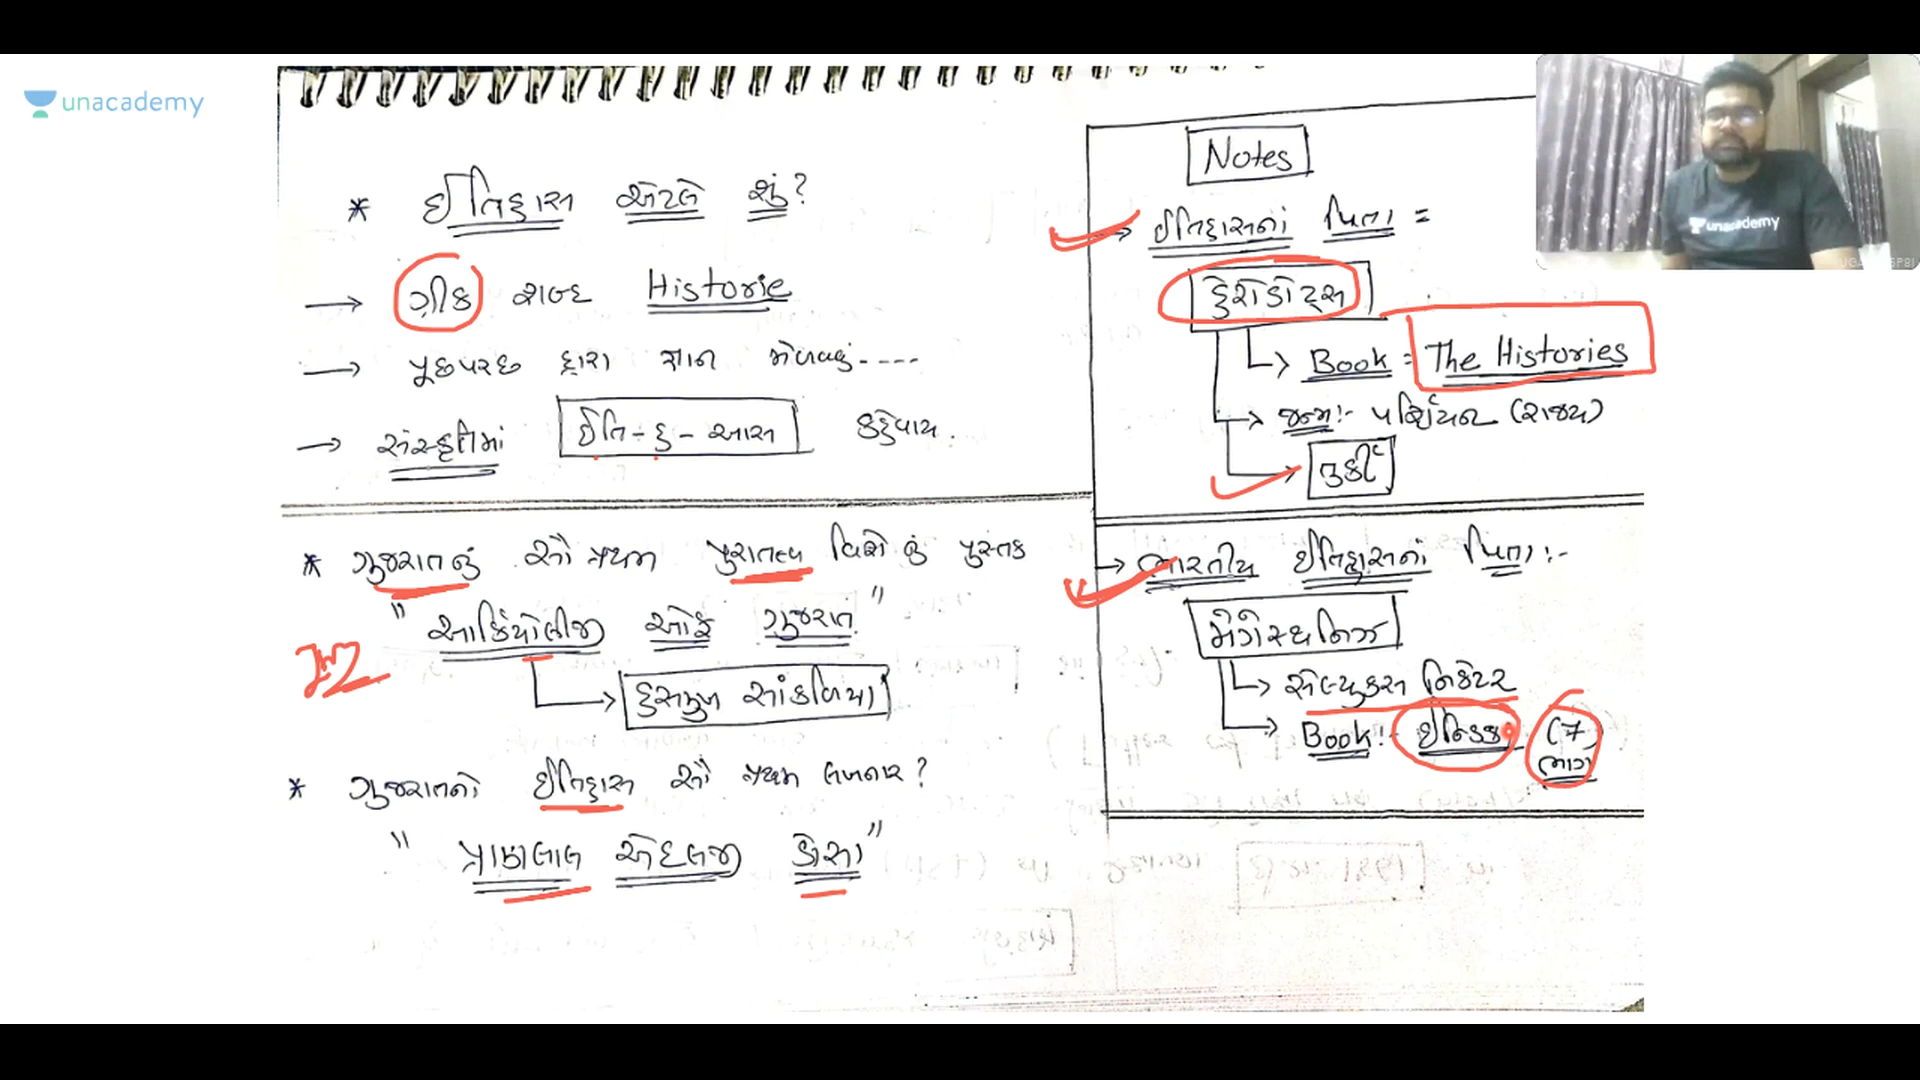 unacademy
* ઈતિહાસ એટલે શું?
→ ગ્રીક શબ્દ Historie
→ પૂછપરછ દ્વારા જ્ઞાન મેળવવું----
→ સંસ્કૃતિમાં ઈતિ-હ-આસ કહેવાય.
* ગુજરાતનું સૌ પ્રથમ પુરાતત્વ વિશેનું પુસ્તક
"આર્કિયોલોજી ઓફ ગુજરાત"
→ હસમુખ સાંકળિયા
* ગુજરાતનો ઈતિહાસ સૌ પ્રથમ લખનાર?
" એદલજી ડોસા"
Notes
→ ઈતિહાસનાં પિતા =
હેરોડોટસ
→ Book = The Histories
→ જન્મ:- પર્શિયન (રાજ્ય)
→ તુર્કી
→ ભારતીય ઈતિહાસનાં પિતા:-
મેગેસ્થનિઝ
→ સેલ્યુકસ નિકેટર
→ Book:- ઈન્ડિકા (7
ભાગ
unacademy